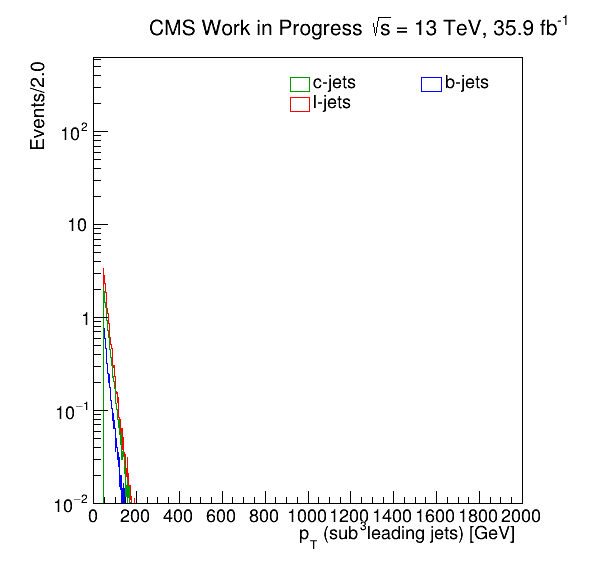 CMS Work in Progress √s = 13 TeV, 35.9 fb⁻¹
Events/2.0
c-jets
b-jets
l-jets
10²
10
1
10⁻¹
10⁻²
0 200 400 600 800 1000 1200 1400 1600 1800 2000
p_T (sub³leading jets) [GeV]